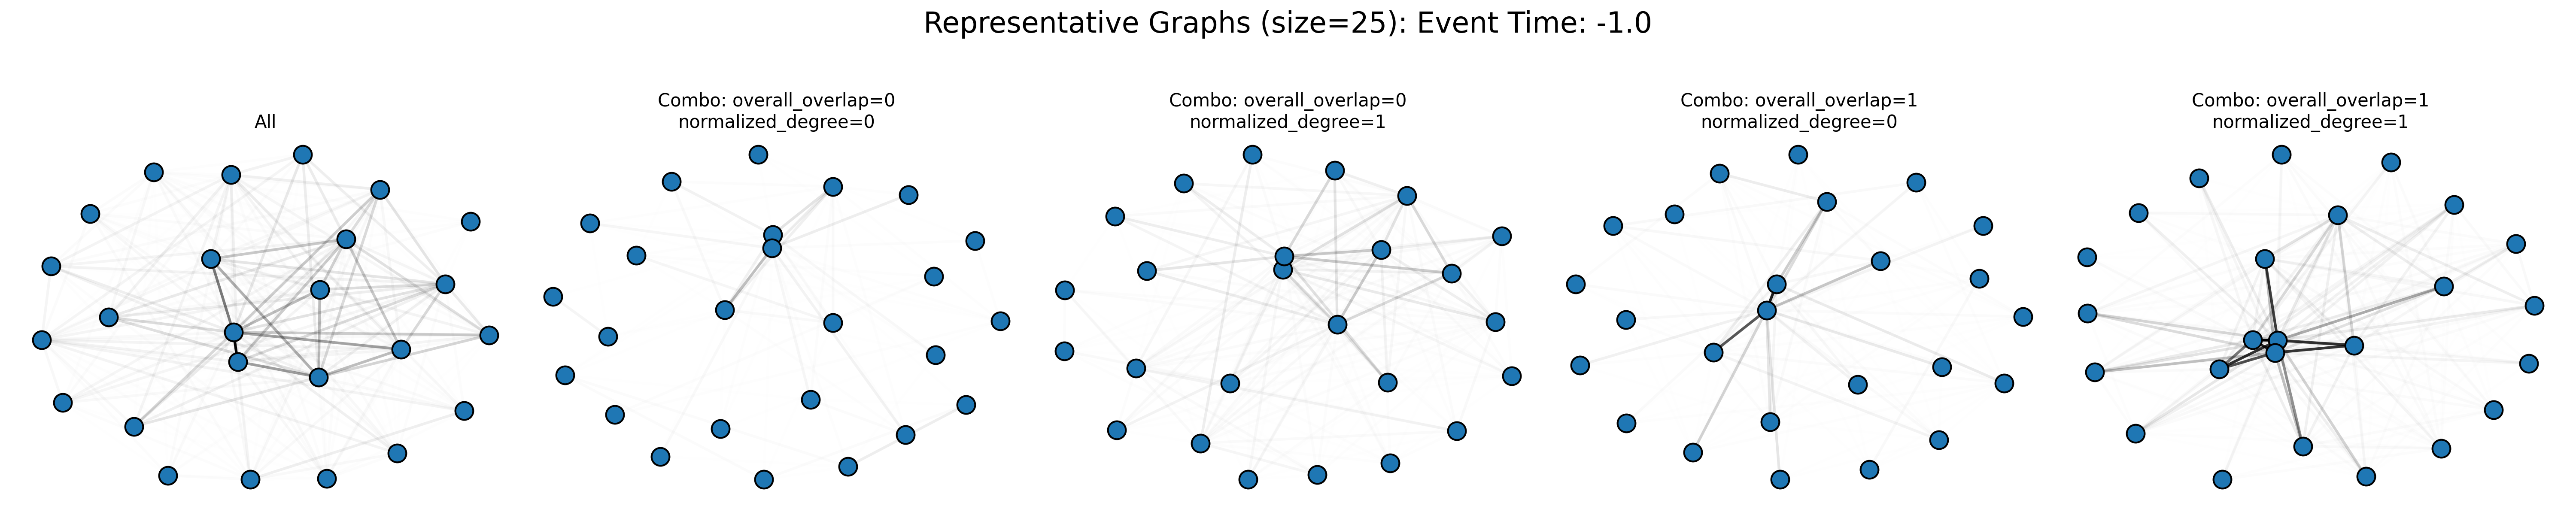 Representative Graphs (size=25): Event Time: -1.0
All
Combo: overall_overlap=0
normalized_degree=0
Combo: overall_overlap=0
normalized_degree=1
Combo: overall_overlap=1
normalized_degree=0
Combo: overall_overlap=1
normalized_degree=1